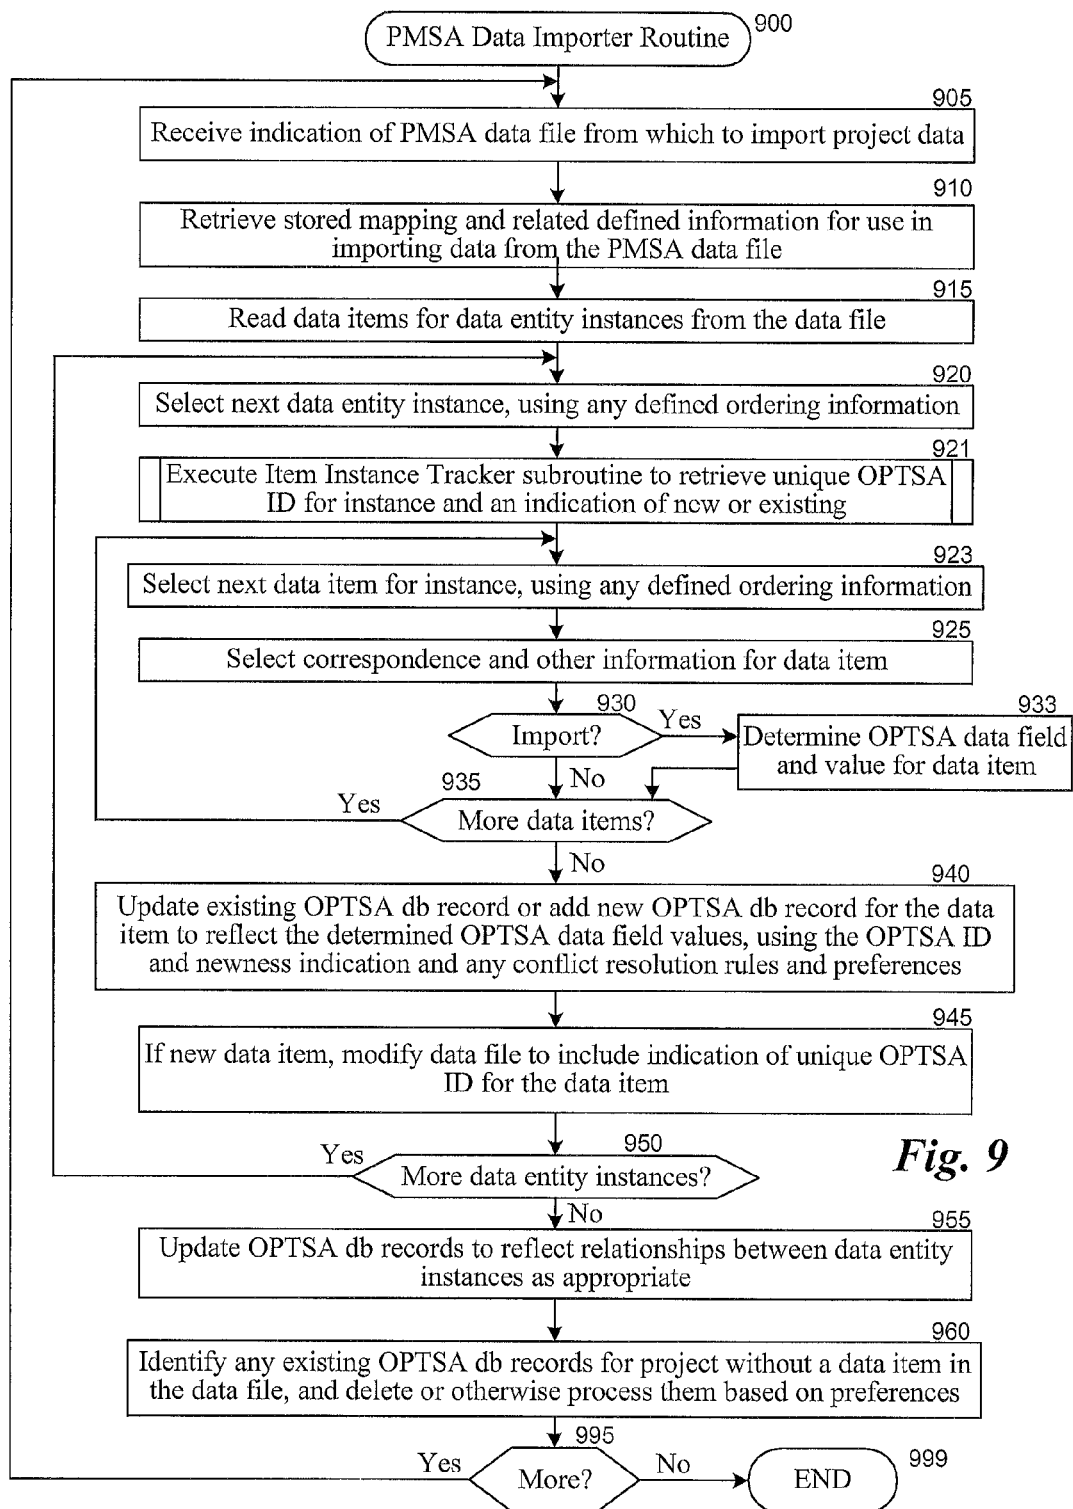 PMSA Data Importer Routine
900
905
Receive indication of PMSA data file from which to import project data
910
Retrieve stored mapping and related defined information for use in
importing data from the PMSA data file
915
Read data items for data entity instances from the data file
920
Select next data entity instance, using any defined ordering information
921
Execute Item Instance Tracker subroutine to retrieve unique OPTSA
ID for instance and an indication of new or existing
923
Select next data item for instance, using any defined ordering information
925
Select correspondence and other information for data item
930
Import?
Yes
933
Determine OPTSA data field
and value for data item
No
935
Yes
More data items?
No
940
Update existing OPTSA db record or add new OPTSA db record for the data
item to reflect the determined OPTSA data field values, using the OPTSA ID
and newness indication and any conflict resolution rules and preferences
945
If new data item, modify data file to include indication of unique OPTSA
ID for the data item
950
Yes
More data entity instances?
Fig. 9
No
955
Update OPTSA db records to reflect relationships between data entity
instances as appropriate
960
Identify any existing OPTSA db records for project without a data item in
the data file, and delete or otherwise process them based on preferences
995
Yes
More?
No
END
999